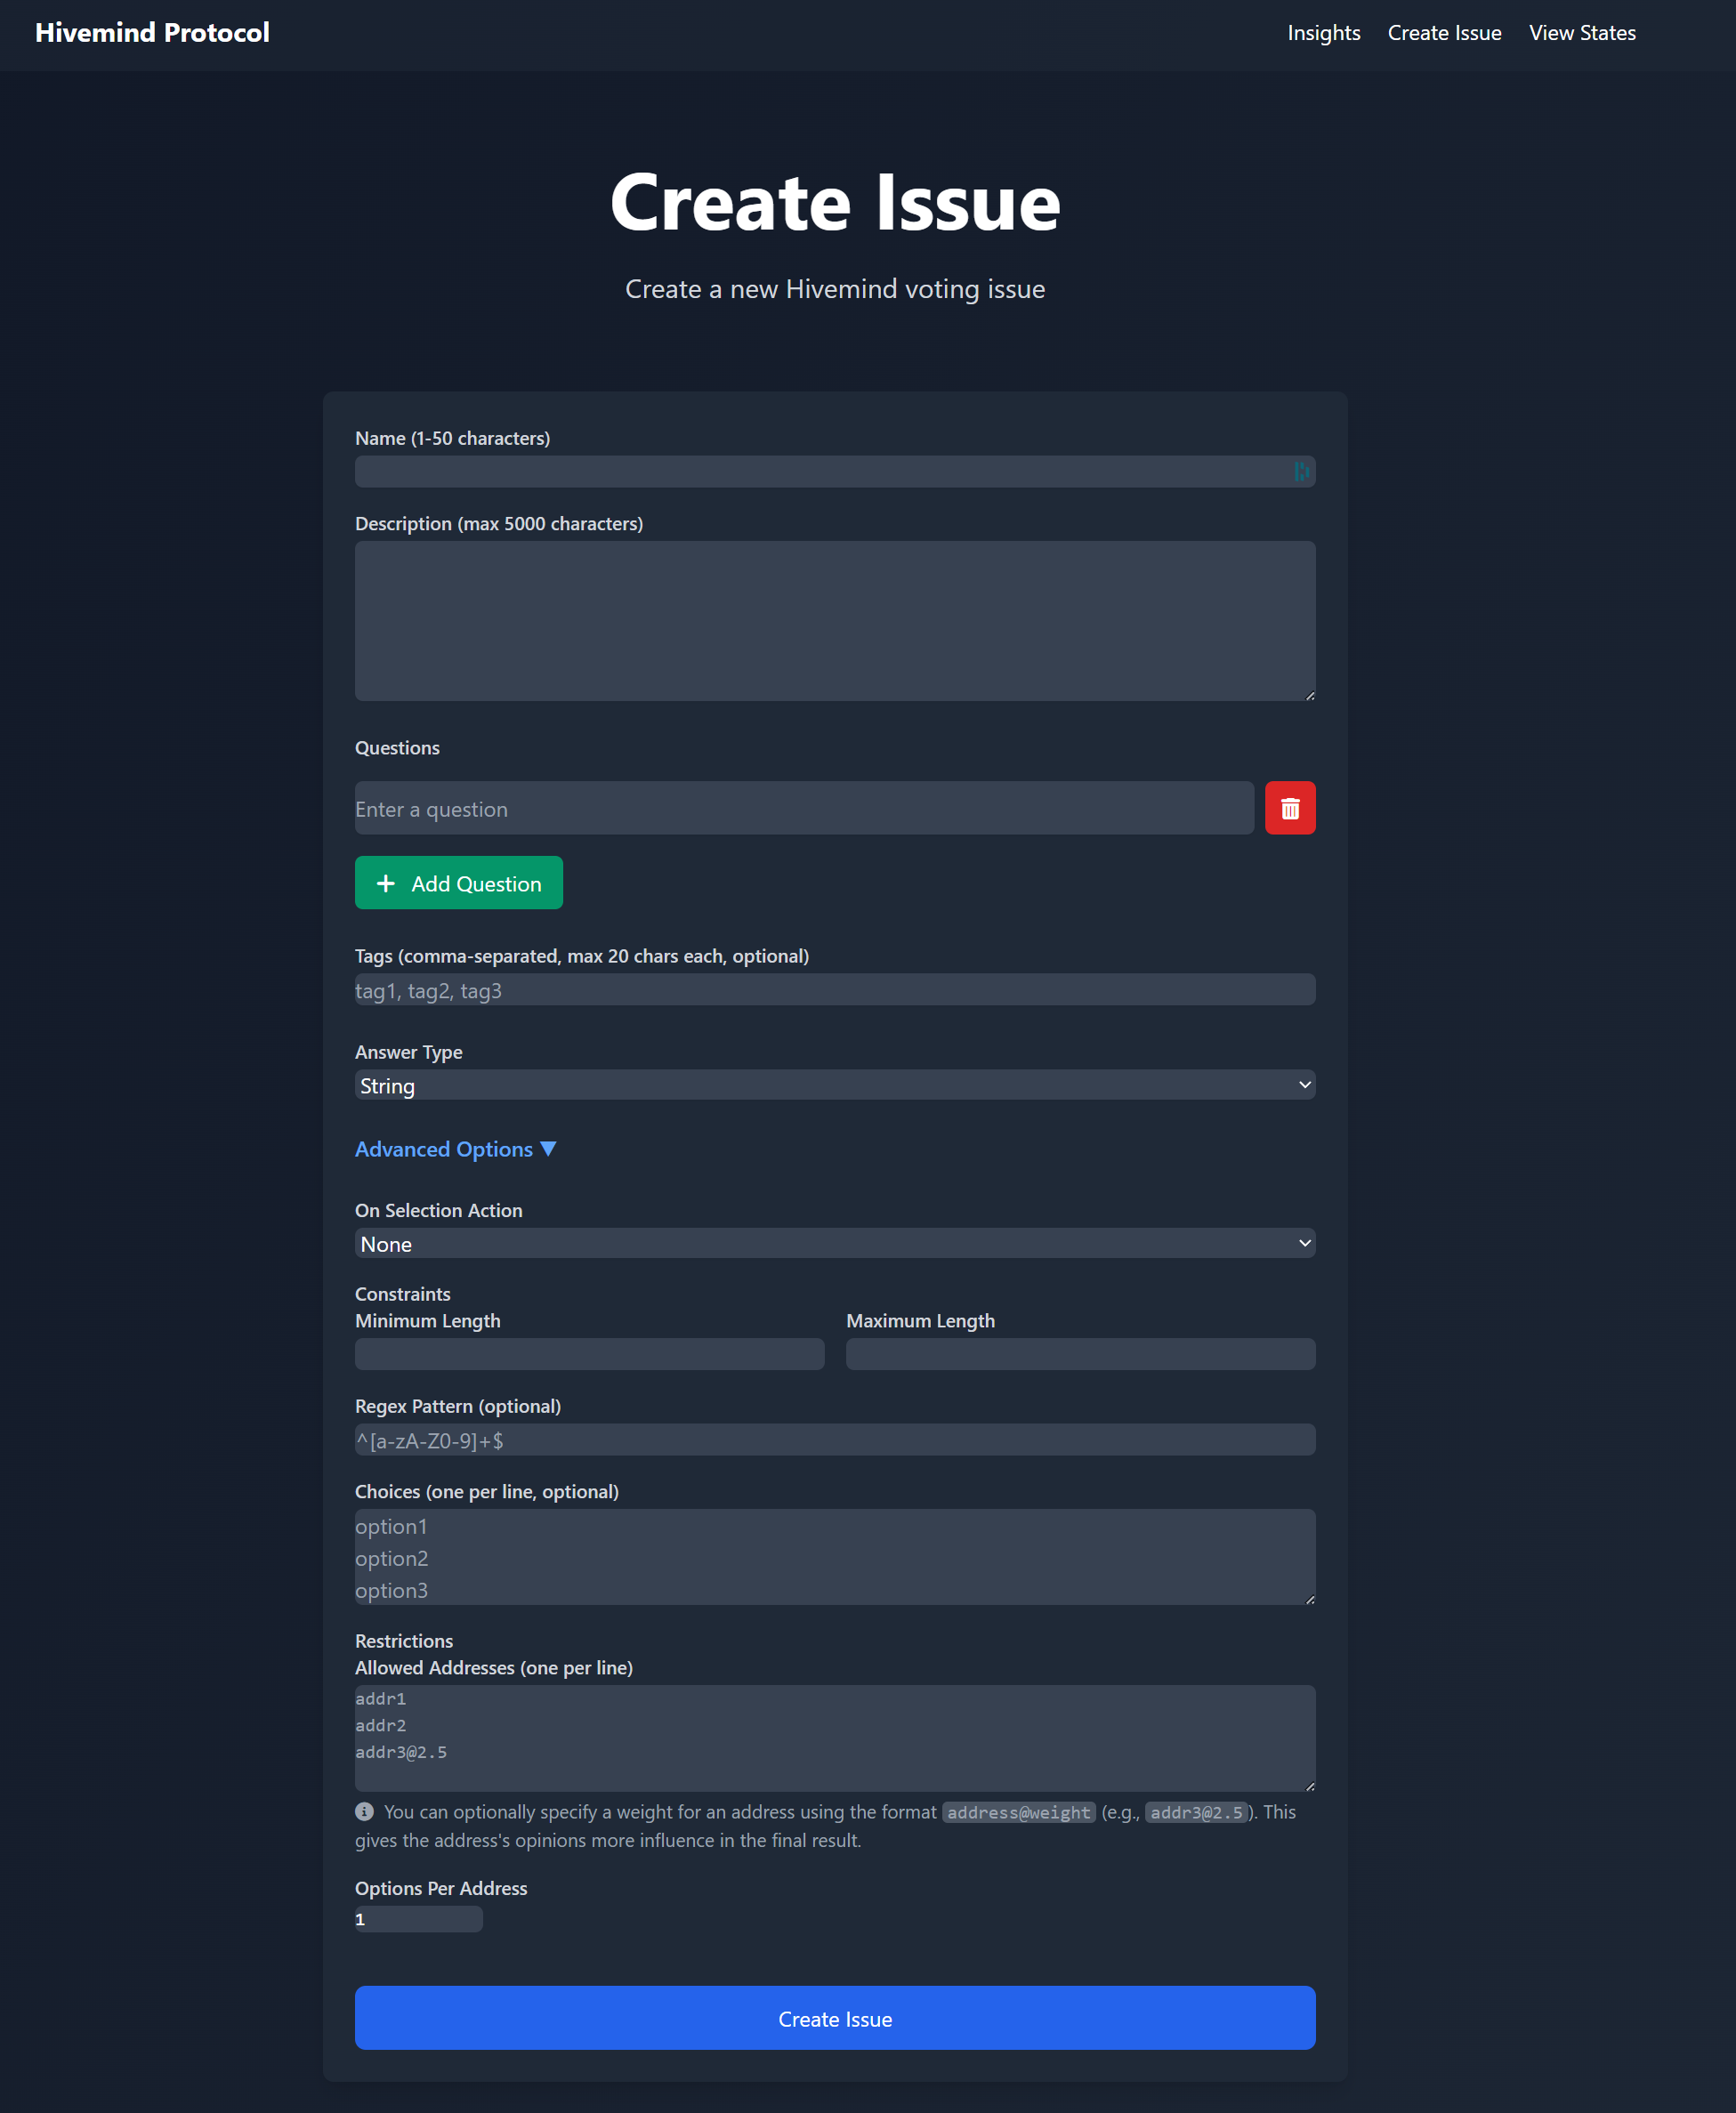 Hivemind Protocol
Insights
Create Issue
View States
Create Issue
Create a new Hivemind voting issue
Name (1-50 characters)
Description (max 5000 characters)
Questions
Enter a question
Add Question
Tags (comma-separated, max 20 chars each, optional)
tag1, tag2, tag3
Answer Type
String
Advanced Options ▼
On Selection Action
None
Constraints
Minimum Length
Maximum Length
Regex Pattern (optional)
^[a-zA-Z0-9]+$
Choices (one per line, optional)
option1
option2
option3
Restrictions
Allowed Addresses (one per line)
addr1
addr2
addr3@2.5
You can optionally specify a weight for an address using the format address@weight (e.g., addr3@2.5). This
gives the address's opinions more influence in the final result.
Options Per Address
1
Create Issue